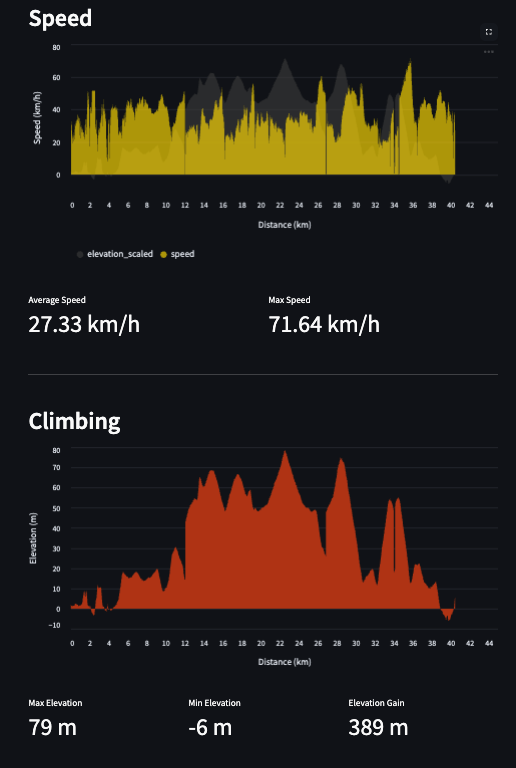 Speed
80
60
40
20
0
Speed (km/h)
0 2 4 6 8 10 12 14 16 18 20 22 24 26 28 30 32 34 36 38 40 42 44
Distance (km)
elevation_scaled speed
Average Speed Max Speed
27.33 km/h 71.64 km/h
Climbing
80
70
60
50
40
30
20
10
0
−10
Elevation (m)
0 2 4 6 8 10 12 14 16 18 20 22 24 26 28 30 32 34 36 38 40 42 44
Distance (km)
Max Elevation Min Elevation Elevation Gain
79 m -6 m 389 m